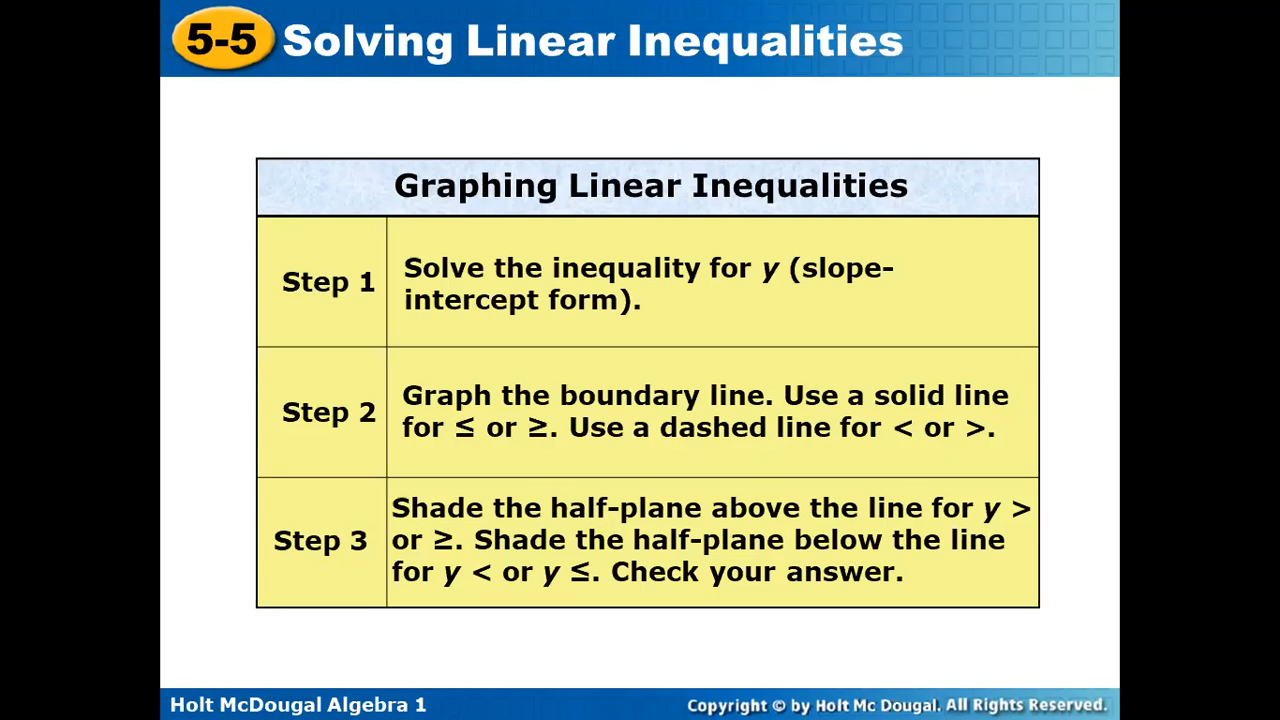 5-5 Solving Linear Inequalities
Graphing Linear Inequalities
Step 1
Solve the inequality for y (slope-
intercept form).
Step 2
Graph the boundary line. Use a solid line
for ≤ or ≥. Use a dashed line for < or >.
Step 3
Shade the half-plane above the line for y >
or ≥. Shade the half-plane below the line
for y < or y ≤. Check your answer.
Holt McDougal Algebra 1
Copyright © by Holt Mc Dougal. All Rights Reserved.